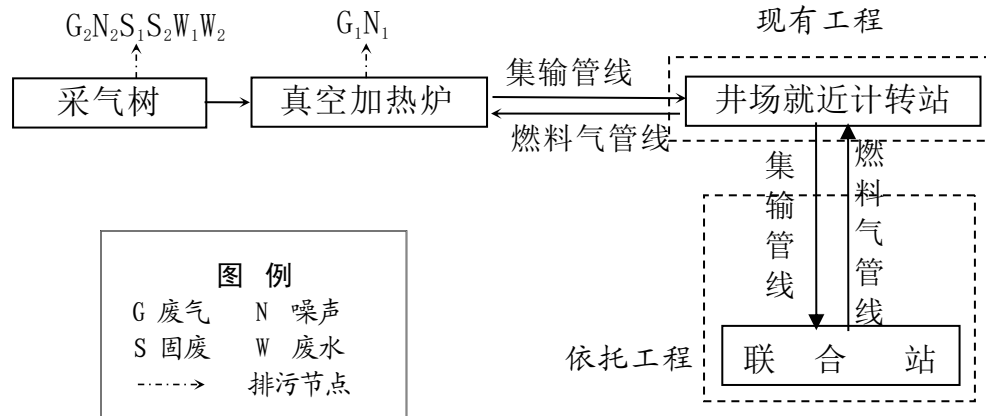 G₂N₂S₁S₂W₁W₂
G₁N₁
现有工程
采气树
真空加热炉
集输管线
燃料气管线
井场就近计转站
集输管线
燃料气管线
依托工程
联 合 站
图 例
G 废气 N 噪声
S 固废 W 废水
排污节点